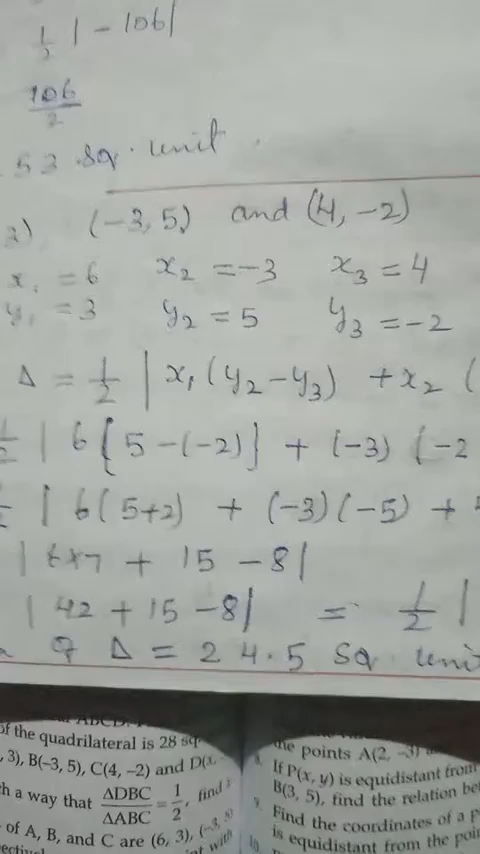 1/2 | - 106 |
106/2
53 sq. unit.
(-3, 5) and (4, -2)
x₁ = 6 x₂ = -3 x₃ = 4
y₁ = 3 y₂ = 5 y₃ = -2
Δ = 1/2 | x₁ (y₂ - y₃) + x₂ (
1/2 | 6 {5 - (-2)} + (-3) (-2
1/2 | 6 (5+2) + (-3) (-5) +
| 6×7 + 15 - 8 |
| 42 + 15 - 8 | = 1/2 |
Δ = 24.5 sq. unit
of the quadrilateral is 28 sq
, 3), B(-3, 5), C(4, -2) and D(x,
h a way that ΔDBC/ΔABC = 1/2, find
of A, B, and C are (6, 3), (-3, 5)
the points A(2, -3)
If P(x, y) is equidistant from
B(3, 5), find the relation be
9. Find the coordinates of a p
is equidistant from the poin